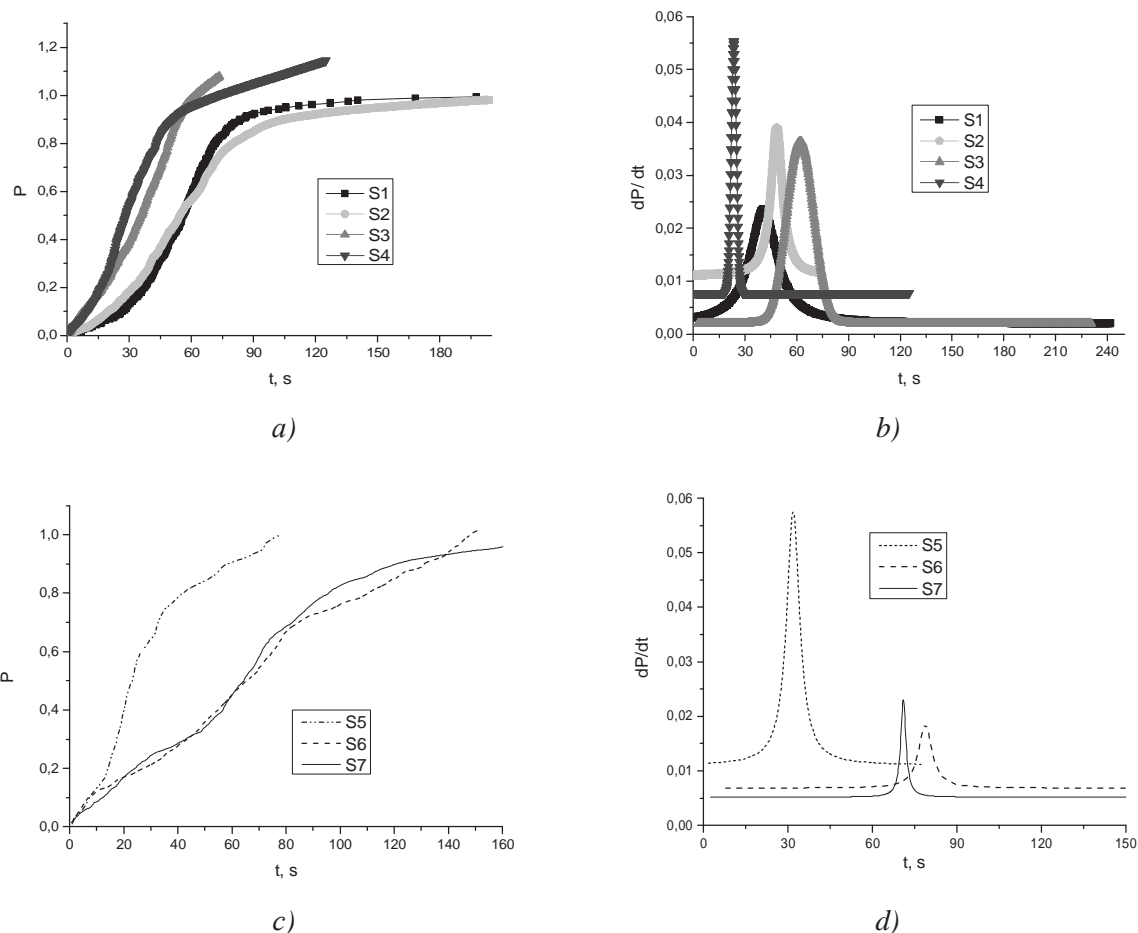 1,2
1,0
0,8
0,6
0,4
0,2
0,0
P
0 30 60 90 120 150 180
t, s
S1
S2
S3
S4
a)
0,06
0,05
0,04
0,03
0,02
0,01
0,00
dP/ dt
0 30 60 90 120 150 180 210 240
t, s
S1
S2
S3
S4
b)
1,0
0,8
0,6
0,4
0,2
0,0
P
0 20 40 60 80 100 120 140 160
t, s
S5
S6
S7
c)
0,06
0,05
0,04
0,03
0,02
0,01
0,00
dP/dt
0 30 60 90 120 150
t, s
S5
S6
S7
d)